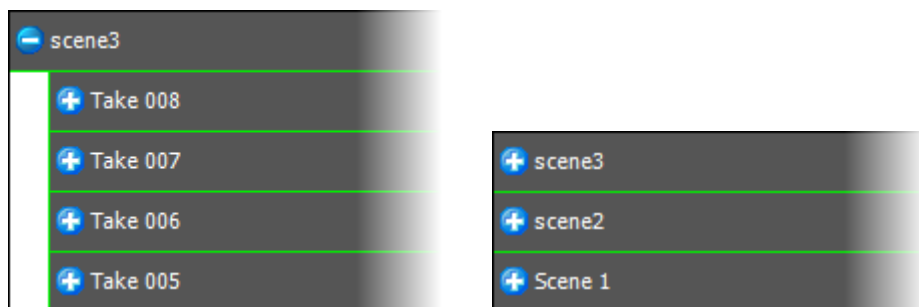 scene3
Take 008
Take 007
Take 006
Take 005
scene3
scene2
Scene 1